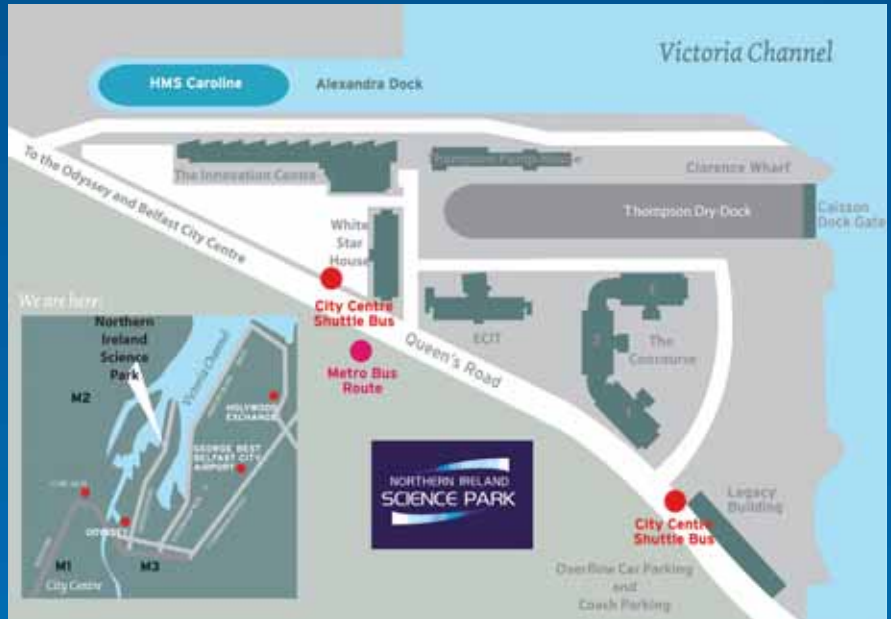 Victoria Channel
HMS Caroline
Alexandra Dock
Thompson Pump House
The Innovation Centre
Clarence Wharf
Thompson Dry Dock
Caisson
Dock Gate
To the Odyssey and Belfast City Centre
White
Star
House
City Centre
Shuttle Bus
Metro Bus
Route
Queen's Road
ECIT
The
Concourse
We are here:
Northern
Ireland
Science
Park
Victoria Channel
M2
HOLYWOOD
EXCHANGE
GEORGE BEST
BELFAST CITY
AIRPORT
ODYSSEY
M1
M3
City Centre
NORTHERN IRELAND
SCIENCE PARK
Legacy
Building
City Centre
Shuttle Bus
Overflow Car Parking
and
Coach Parking